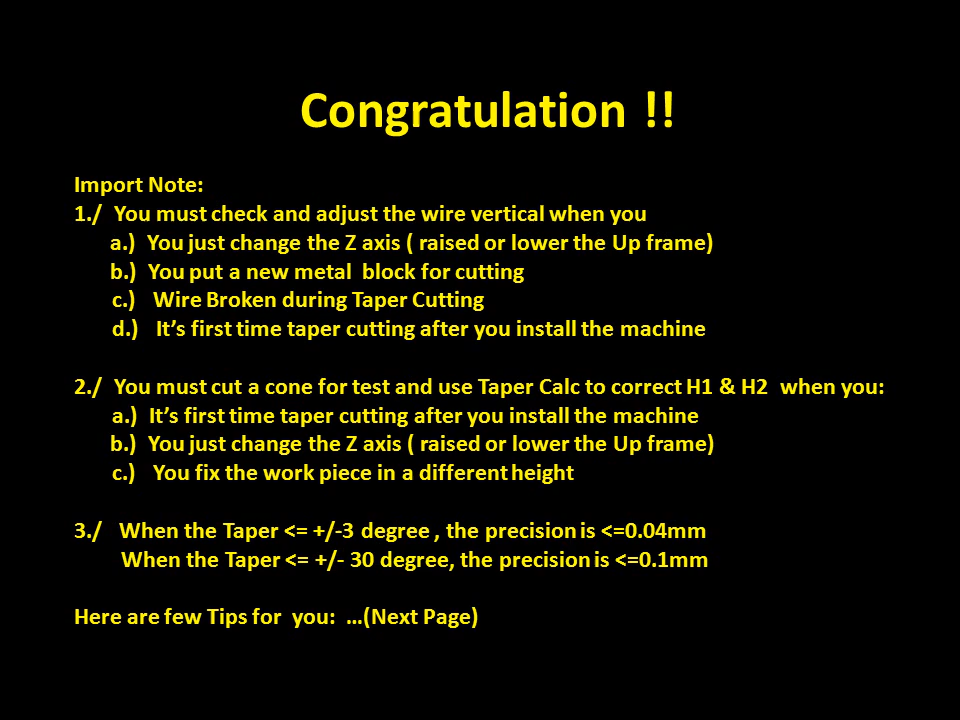 Congratulation !!
Import Note:
1./ You must check and adjust the wire vertical when you
a.) You just change the Z axis ( raised or lower the Up frame)
b.) You put a new metal block for cutting
c.) Wire Broken during Taper Cutting
d.) It’s first time taper cutting after you install the machine
2./ You must cut a cone for test and use Taper Calc to correct H1 & H2 when you:
a.) It’s first time taper cutting after you install the machine
b.) You just change the Z axis ( raised or lower the Up frame)
c.) You fix the work piece in a different height
3./ When the Taper <= +/-3 degree , the precision is <=0.04mm
When the Taper <= +/- 30 degree, the precision is <=0.1mm
Here are few Tips for you: …(Next Page)